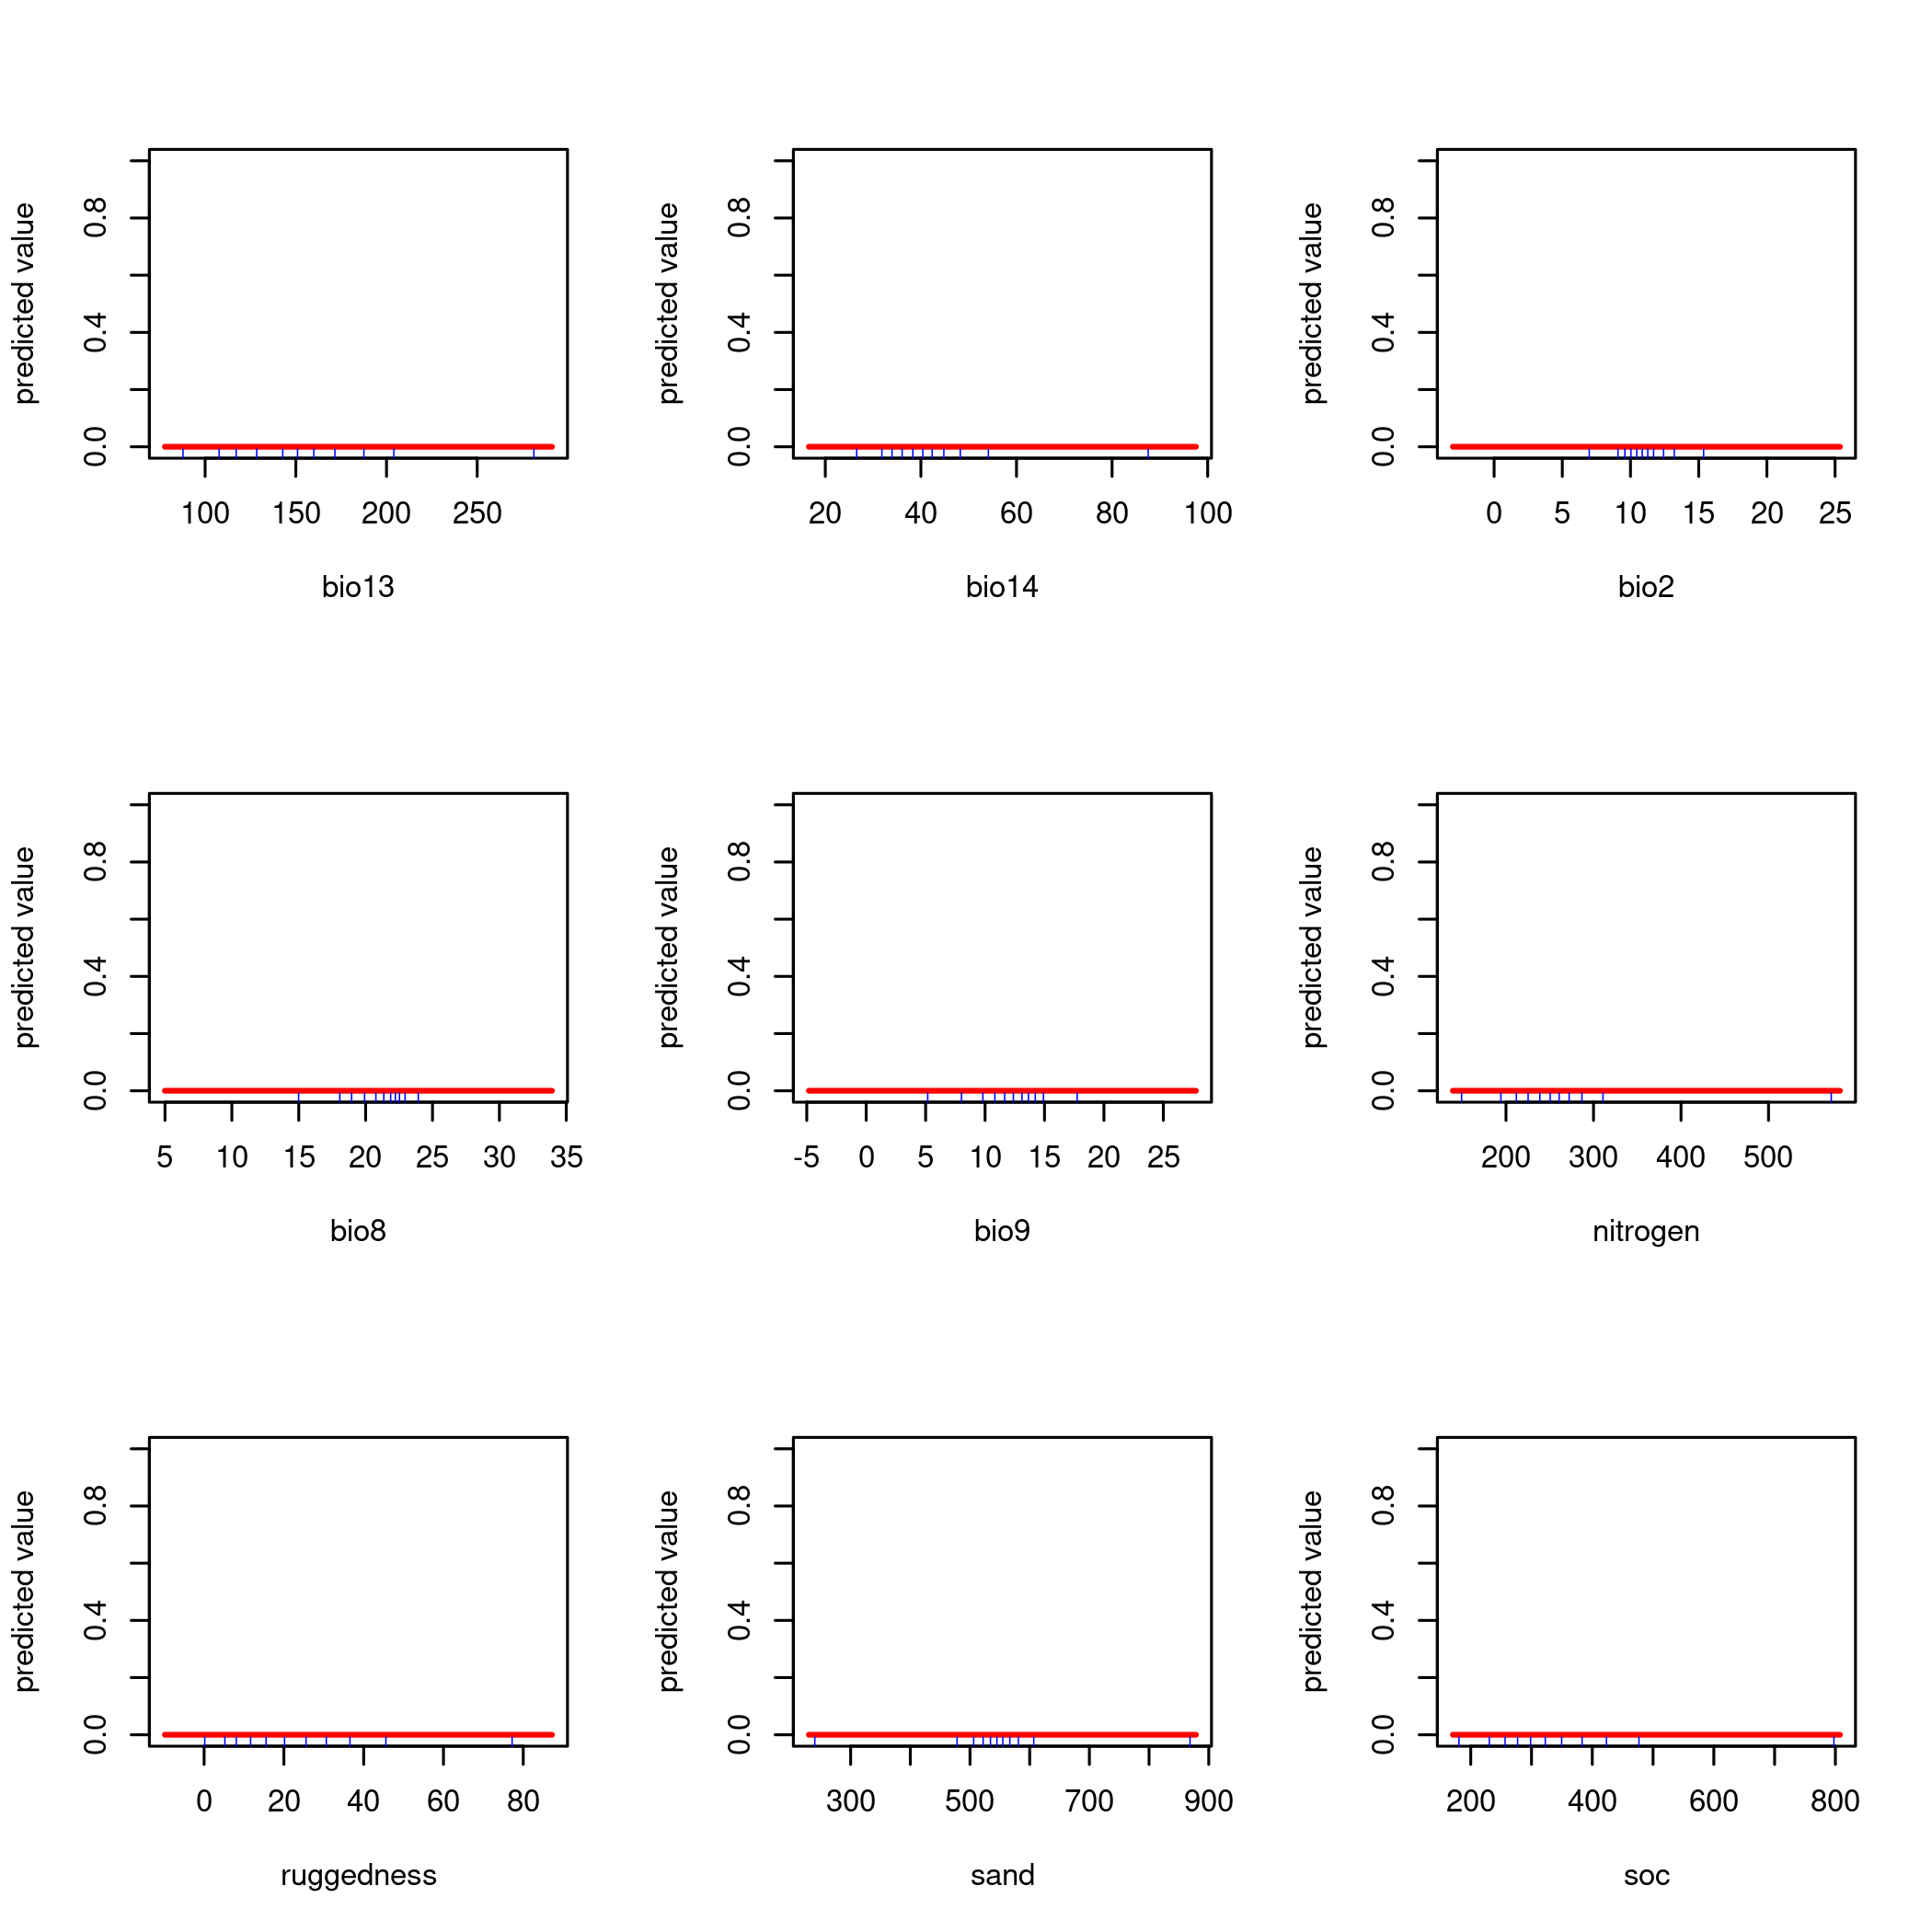 predicted value
0.0 0.4 0.8
100 150 200 250
bio13
predicted value
0.0 0.4 0.8
20 40 60 80 100
bio14
predicted value
0.0 0.4 0.8
0 5 10 15 20 25
bio2
predicted value
0.0 0.4 0.8
5 10 15 20 25 30 35
bio8
predicted value
0.0 0.4 0.8
-5 0 5 10 15 20 25
bio9
predicted value
0.0 0.4 0.8
200 300 400 500
nitrogen
predicted value
0.0 0.4 0.8
0 20 40 60 80
ruggedness
predicted value
0.0 0.4 0.8
300 500 700 900
sand
predicted value
0.0 0.4 0.8
200 400 600 800
soc